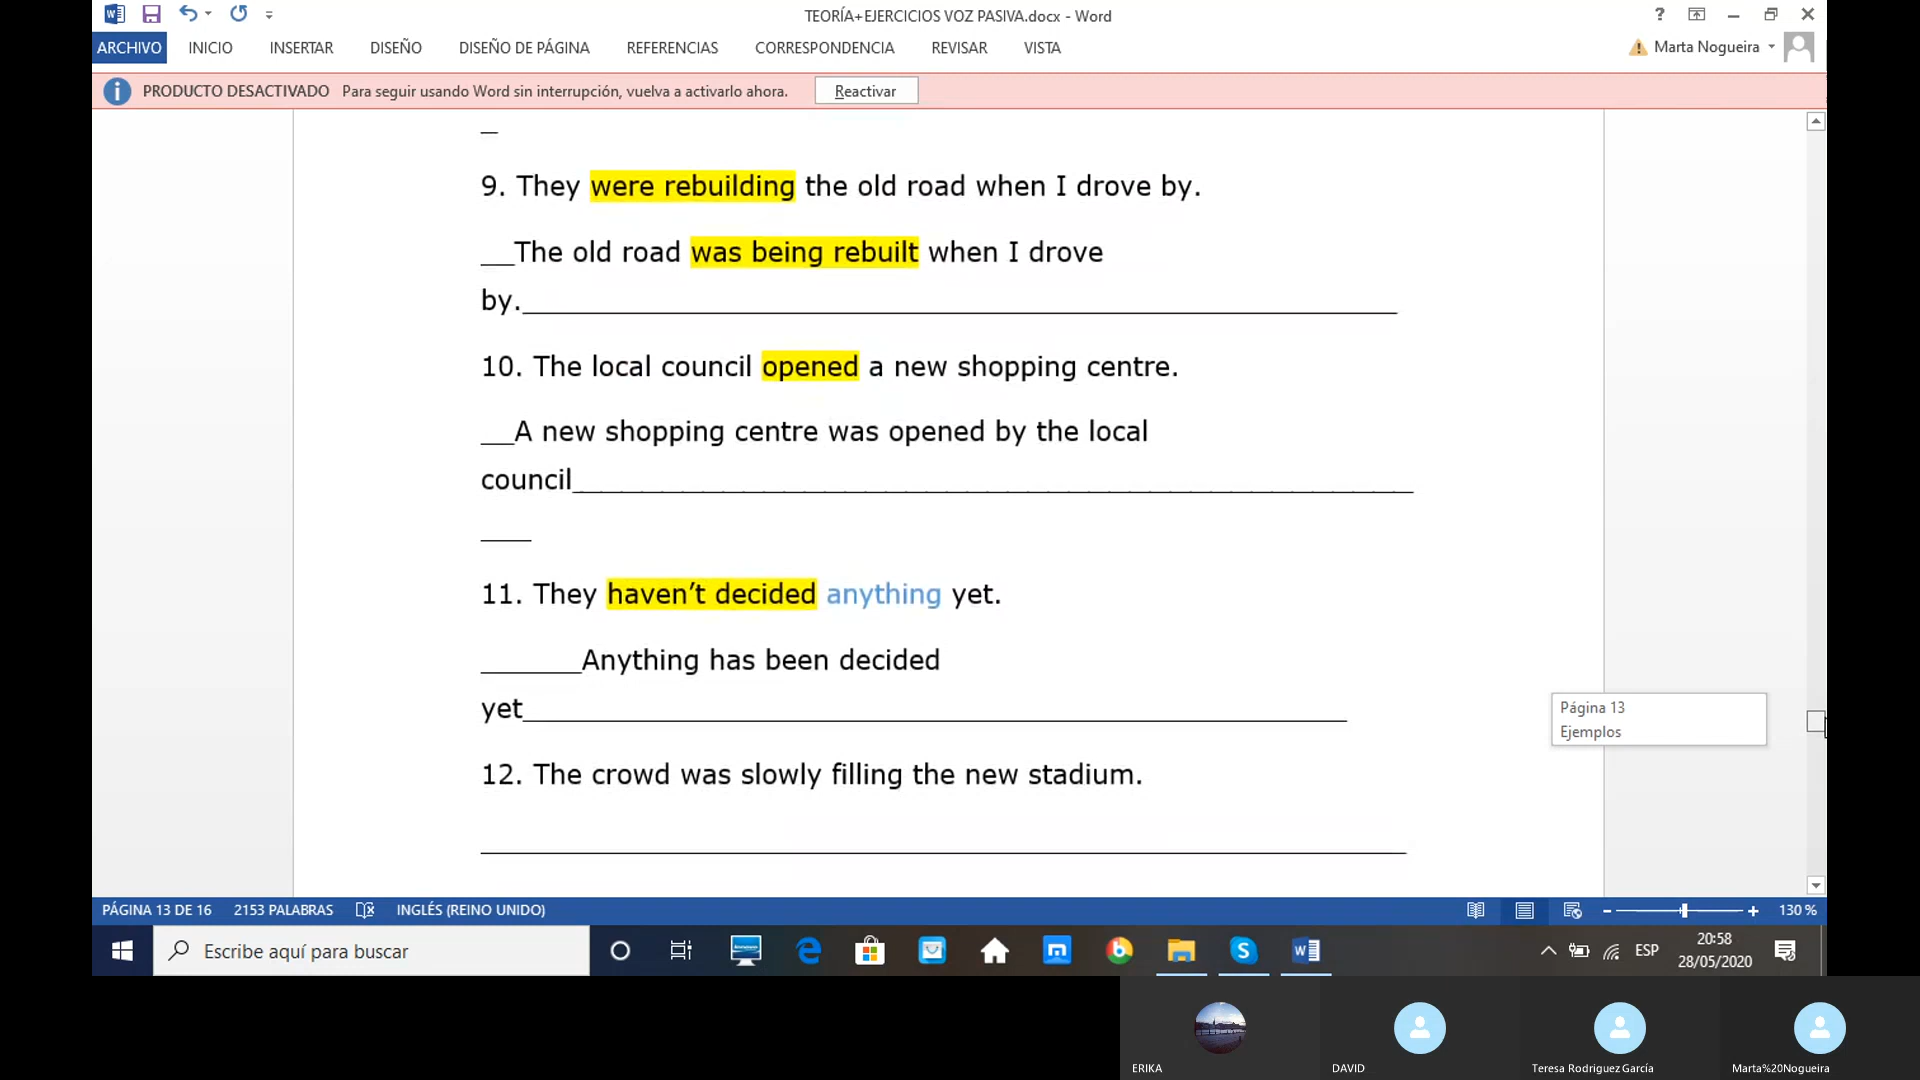 TEORÍA+EJERCICIOS VOZ PASIVA.docx - Word
?
ARCHIVO INICIO INSERTAR DISEÑO DISEÑO DE PÁGINA REFERENCIAS CORRESPONDENCIA REVISAR VISTA
Marta Nogueira
PRODUCTO DESACTIVADO Para seguir usando Word sin interrupción, vuelva a activarlo ahora. Reactivar
_
9. They were rebuilding the old road when I drove by.
__The old road was being rebuilt when I drove
by.____________________________________________________
10. The local council opened a new shopping centre.
__A new shopping centre was opened by the local
council__________________________________________________
___
11. They haven’t decided anything yet.
______Anything has been decided
yet_________________________________________________
Página 13
Ejemplos
12. The crowd was slowly filling the new stadium.
_______________________________________________________
PÁGINA 13 DE 16 2153 PALABRAS INGLÉS (REINO UNIDO) 130 %
Escribe aquí para buscar
ESP
20:58
28/05/2020
ERIKA DAVID Teresa Rodriguez García Marta%20Nogueira